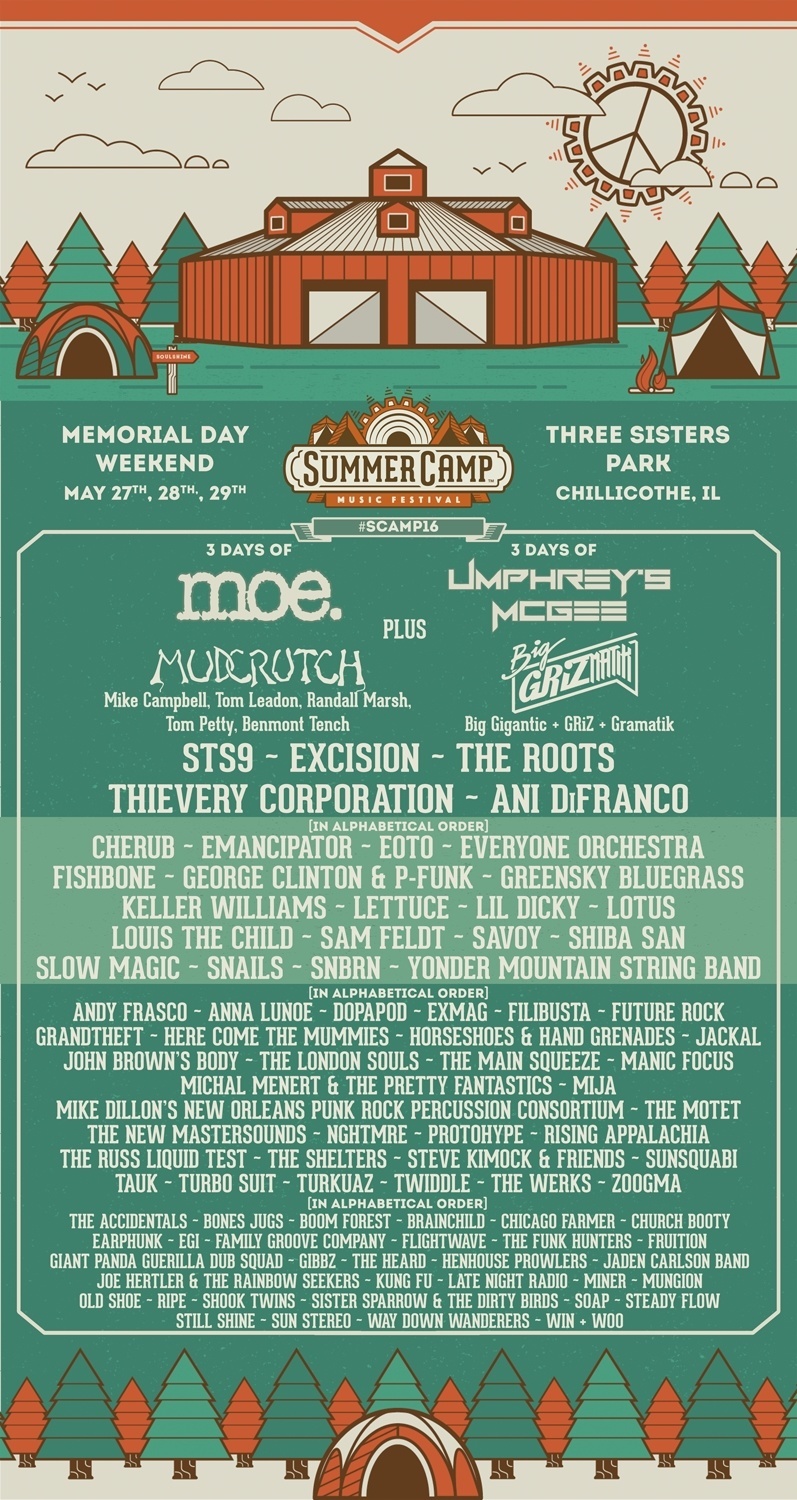 SOULSHINE
MEMORIAL DAY
WEEKEND
MAY 27TH, 28TH, 29TH
SUMMER CAMP
MUSIC FESTIVAL
THREE SISTERS
PARK
CHILLICOTHE, IL
#SCAMP16
3 DAYS OF
moe.
3 DAYS OF
UMPHREY'S
MCGEE
PLUS
MUDCRUTCH
Mike Campbell, Tom Leadon, Randall Marsh,
Tom Petty, Benmont Tench
Big
GRiZMATIK
Big Gigantic + GRiZ + Gramatik
STS9 ~ EXCISION ~ THE ROOTS
THIEVERY CORPORATION ~ ANI DiFRANCO
[IN ALPHABETICAL ORDER]
CHERUB ~ EMANCIPATOR ~ EOTO ~ EVERYONE ORCHESTRA
FISHBONE ~ GEORGE CLINTON & P-FUNK ~ GREENSKY BLUEGRASS
KELLER WILLIAMS ~ LETTUCE ~ LIL DICKY ~ LOTUS
LOUIS THE CHILD ~ SAM FELDT ~ SAVOY ~ SHIBA SAN
SLOW MAGIC ~ SNAILS ~ SNBRN ~ YONDER MOUNTAIN STRING BAND
[IN ALPHABETICAL ORDER]
ANDY FRASCO ~ ANNA LUNOE ~ DOPAPOD ~ EXMAG ~ FILIBUSTA ~ FUTURE ROCK
GRANDTHEFT ~ HERE COME THE MUMMIES ~ HORSESHOES & HAND GRENADES ~ JACKAL
JOHN BROWN'S BODY ~ THE LONDON SOULS ~ THE MAIN SQUEEZE ~ MANIC FOCUS
MICHAL MENERT & THE PRETTY FANTASTICS ~ MIJA
MIKE DILLON'S NEW ORLEANS PUNK ROCK PERCUSSION CONSORTIUM ~ THE MOTET
THE NEW MASTERSOUNDS ~ NGHTMRE ~ PROTOHYPE ~ RISING APPALACHIA
THE RUSS LIQUID TEST ~ THE SHELTERS ~ STEVE KIMOCK & FRIENDS ~ SUNSQUABI
TAUK ~ TURBO SUIT ~ TURKUAZ ~ TWIDDLE ~ THE WERKS ~ ZOOGMA
[IN ALPHABETICAL ORDER]
THE ACCIDENTALS ~ BONES JUGS ~ BOOM FOREST ~ BRAINCHILD ~ CHICAGO FARMER ~ CHURCH BOOTY
EARPHUNK ~ EGI ~ FAMILY GROOVE COMPANY ~ FLIGHTWAVE ~ THE FUNK HUNTERS ~ FRUITION
GIANT PANDA GUERILLA DUB SQUAD ~ GIBBZ ~ THE HEARD ~ HENHOUSE PROWLERS ~ JADEN CARLSON BAND
JOE HERTLER & THE RAINBOW SEEKERS ~ KUNG FU ~ LATE NIGHT RADIO ~ MINER ~ MUNGION
OLD SHOE ~ RIPE ~ SHOOK TWINS ~ SISTER SPARROW & THE DIRTY BIRDS ~ SOAP ~ STEADY FLOW
STILL SHINE ~ SUN STEREO ~ WAY DOWN WANDERERS ~ WIN + WOO